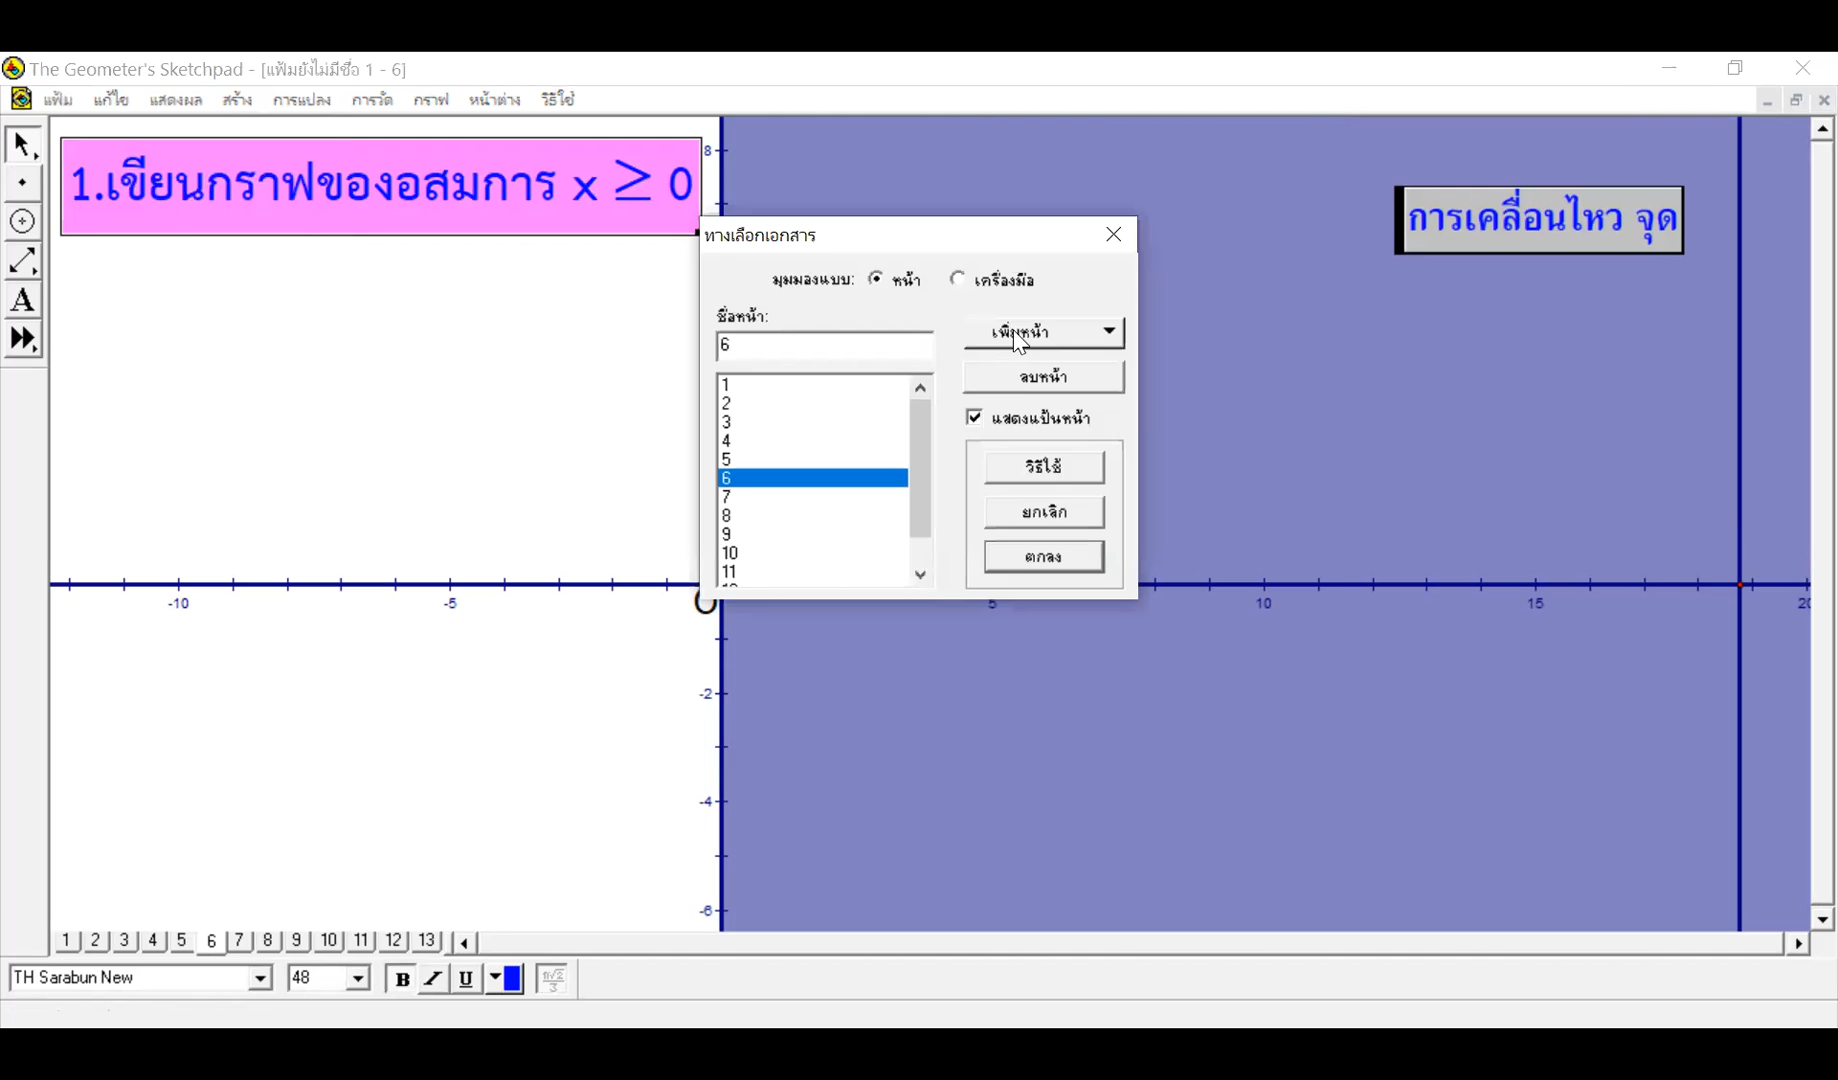 The Geometer's Sketchpad - [แฟ้มยังไม่มีชื่อ 1 - 6]
แฟ้ม แก้ไข แสดงผล สร้าง การแปลง การวัด กราฟ หน้าต่าง วิธีใช้
1.เขียนกราฟของอสมการ x ≥ 0
การเคลื่อนไหว จุด
ทางเลือกเอกสาร
มุมมองแบบ: หน้า เครื่องมือ
ชื่อหน้า:
6
เพิ่มหน้า
ลบหน้า
แสดงแป้นหน้า
วิธีใช้
ยกเลิก
ตกลง
1
2
3
4
5
6
7
8
9
10
11
8
-10 -5 O 5 10 15 20
-2
-4
-6
A
1 2 3 4 5 6 7 8 9 10 11 12 13
TH Sarabun New 48 B I U